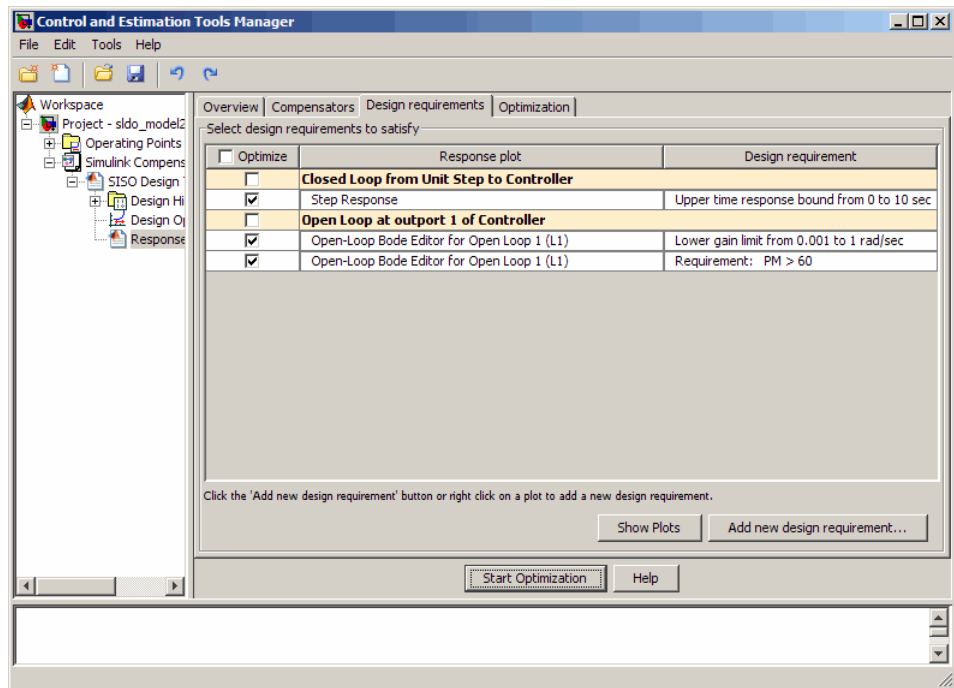 Control and Estimation Tools Manager
File Edit Tools Help
Workspace
Project - sldo_model2
Operating Points
Simulink Compens
SISO Design
Design Hi
Design O
Response
Overview Compensators Design requirements Optimization
Select design requirements to satisfy
Optimize Response plot Design requirement
Closed Loop from Unit Step to Controller
Step Response Upper time response bound from 0 to 10 sec
Open Loop at outport 1 of Controller
Open-Loop Bode Editor for Open Loop 1 (L1) Lower gain limit from 0.001 to 1 rad/sec
Open-Loop Bode Editor for Open Loop 1 (L1) Requirement: PM > 60
Click the 'Add new design requirement' button or right click on a plot to add a new design requirement.
Show Plots Add new design requirement...
Start Optimization Help